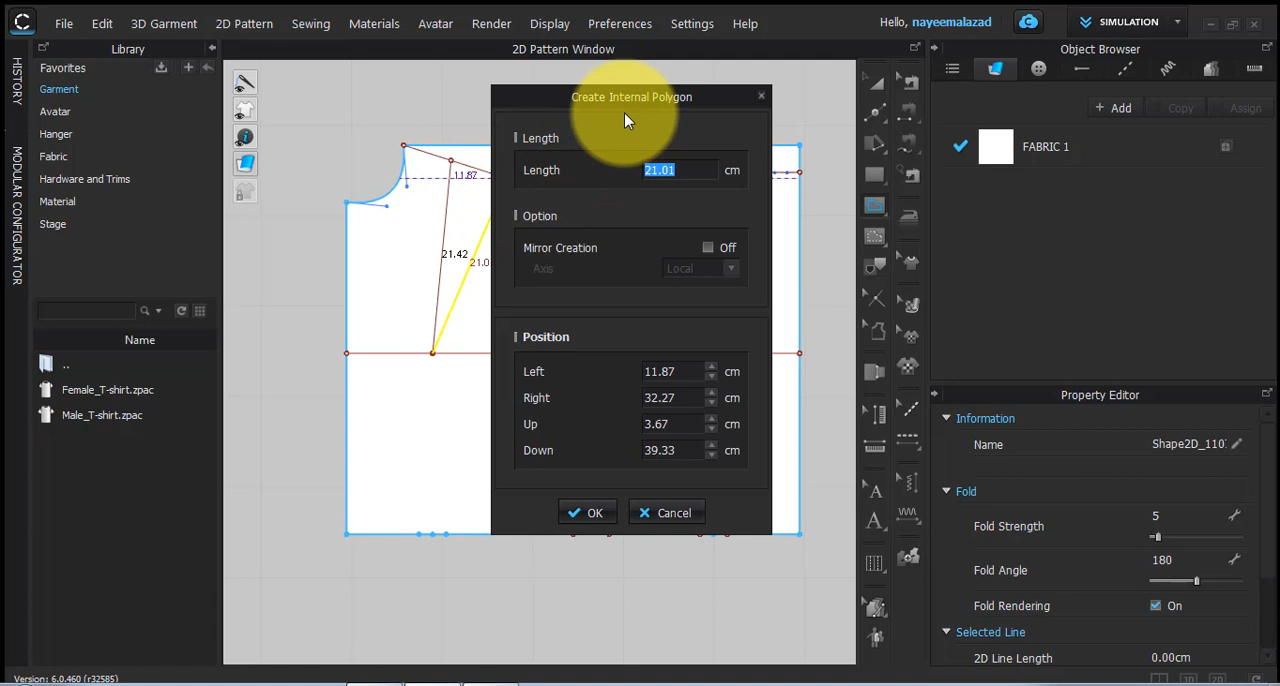 File Edit 3D Garment 2D Pattern Sewing Materials Avatar Render Display Preferences Settings Help Hello, nayeemalazad SIMULATION
Library
2D Pattern Window
Object Browser
HISTORY
MODULAR CONFIGURATOR
Favorites
Garment
Avatar
Hanger
Fabric
Hardware and Trims
Material
Stage
Name
..
Female_T-shirt.zpac
Male_T-shirt.zpac
11.87
21.42
21.0
Create Internal Polygon
Length
Length 21.01 cm
Option
Mirror Creation Off
Axis Local
Position
Left 11.87 cm
Right 32.27 cm
Up 3.67 cm
Down 39.33 cm
OK Cancel
+ Add Copy Assign
FABRIC 1
Property Editor
Information
Name Shape2D_110
Fold
Fold Strength 5
Fold Angle 180
Fold Rendering On
Selected Line
2D Line Length 0.00cm
Version: 6.0.460 (r32585)
3D 2D